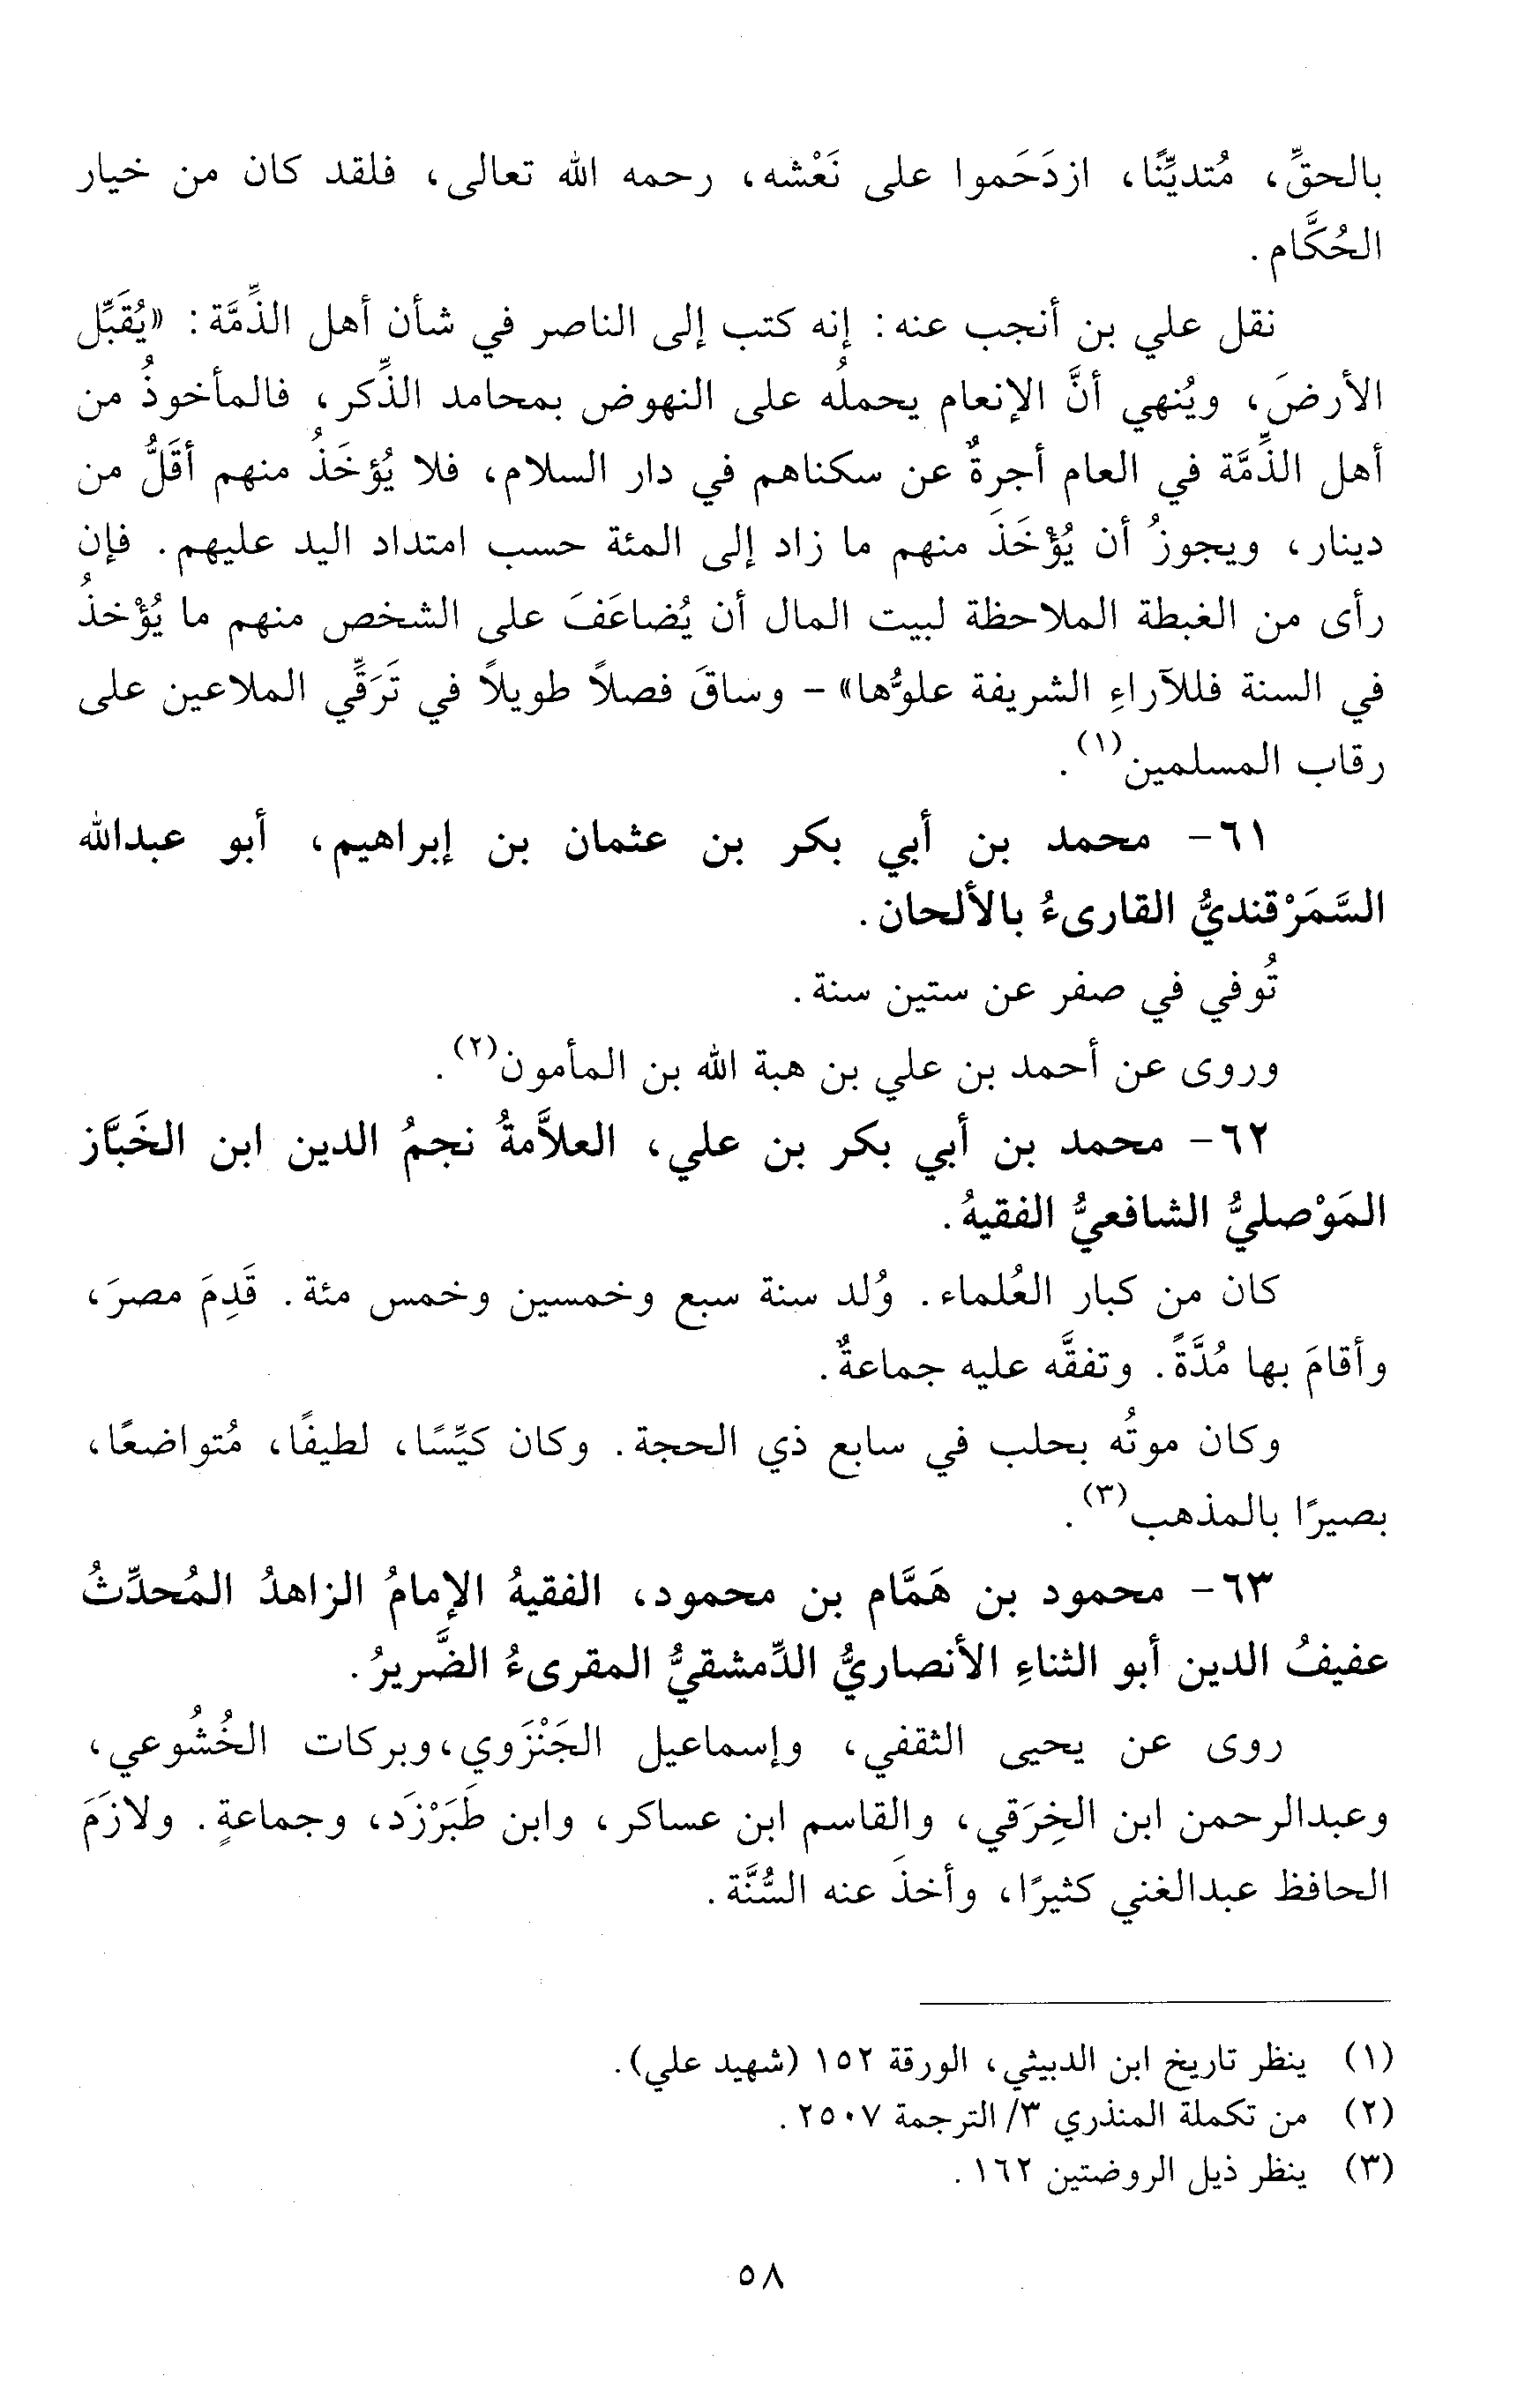 بالحقِّ، مُتديِّنًا، ازدَحَموا على نَعْشه، رحمه الله تعالى، فلقد كان من خيار
الحُكَّام.
نقل علي بن أنجب عنه: إنه كتب إلى الناصر في شأن أهل الذِّمَّة: «يُقَبِّل
الأرضَ، ويُنهي أنَّ الإنعام يحملُه على النهوض بمحامد الذِّكر، فالمأخوذُ من
أهل الذِّمَّة في العام أجرةٌ عن سكناهم في دار السلام، فلا يُؤخَذُ منهم أقَلُّ من
دينار، ويجوزُ أن يُؤْخَذَ منهم ما زاد إلى المئة حسب امتداد اليد عليهم. فإن
رأى من الغبطة الملاحظة لبيت المال أن يُضاعَفَ على الشخص منهم ما يُؤْخذُ
في السنة فللآراءِ الشريفة علوُّها» - وساقَ فصلاً طويلاً في تَرَقِّي الملاعين على
رقاب المسلمين(١).
٦١- محمد بن أبي بكر بن عثمان بن إبراهيم، أبو عبدالله
السَّمَرْقنديُّ القارىءُ بالألحان.
تُوفي في صفر عن ستين سنة.
وروى عن أحمد بن علي بن هبة الله بن المأمون(٢).
٦٢- محمد بن أبي بكر بن علي، العلاَّمةُ نجمُ الدين ابن الخَبَّاز
المَوْصليُّ الشافعيُّ الفقيهُ.
كان من كبار العُلماء. وُلد سنة سبع وخمسين وخمس مئة. قَدِمَ مصرَ،
وأقامَ بها مُدَّةً. وتفقَّه عليه جماعةٌ.
وكان موتُه بحلب في سابع ذي الحجة. وكان كيِّسًا، لطيفًا، مُتواضعًا،
بصيرًا بالمذهب(٣).
٦٣- محمود بن هَمَّام بن محمود، الفقيهُ الإمامُ الزاهدُ المُحدِّثُ
عفيفُ الدين أبو الثناءِ الأنصاريُّ الدِّمشقيُّ المقرىءُ الضَّريرُ.
روى عن يحيى الثقفي، وإسماعيل الجَنْزَوي، وبركات الخُشُوعي،
وعبدالرحمن ابن الخِرَقي، والقاسم ابن عساكر، وابن طَبَرْزَد، وجماعةٍ. ولازَمَ
الحافظ عبدالغني كثيرًا، وأخذَ عنه السُّنَّة.
(١) ينظر تاريخ ابن الدبيثي، الورقة ١٥٢ (شهيد علي).
(٢) من تكملة المنذري ٣/ الترجمة ٢٥٠٧.
(٣) ينظر ذيل الروضتين ١٦٢.
٥٨